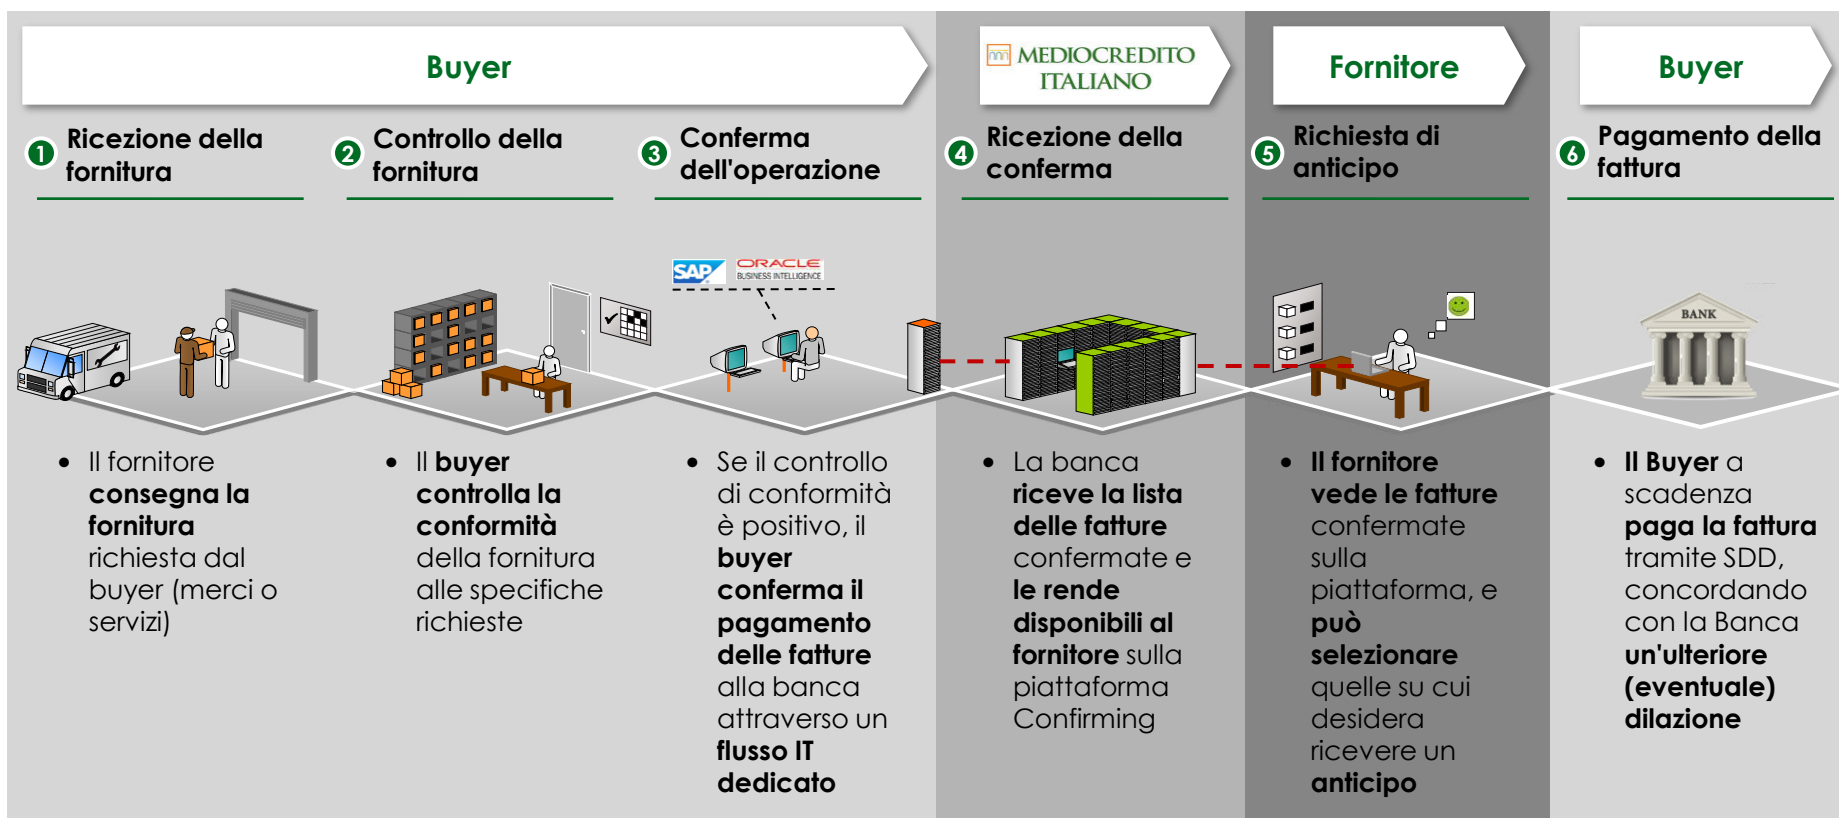 Buyer
MEDIOCREDITO
ITALIANO
Fornitore
Buyer
1 Ricezione della
fornitura
2 Controllo della
fornitura
3 Conferma
dell'operazione
4 Ricezione della
conferma
5 Richiesta di
anticipo
6 Pagamento della
fattura
SAP
ORACLE
BUSINESS INTELLIGENCE
BANK
• Il fornitore
consegna la
fornitura
richiesta dal
buyer (merci o
servizi)
• Il buyer
controlla la
conformità
della fornitura
alle specifiche
richieste
• Se il controllo
di conformità
è positivo, il
buyer
conferma il
pagamento
delle fatture
alla banca
attraverso un
flusso IT
dedicato
• La banca
riceve la lista
delle fatture
confermate e
le rende
disponibili al
fornitore sulla
piattaforma
Confirming
• Il fornitore
vede le fatture
confermate
sulla
piattaforma, e
può
selezionare
quelle su cui
desidera
ricevere un
anticipo
• Il Buyer a
scadenza
paga la fattura
tramite SDD,
concordando
con la Banca
un'ulteriore
(eventuale)
dilazione